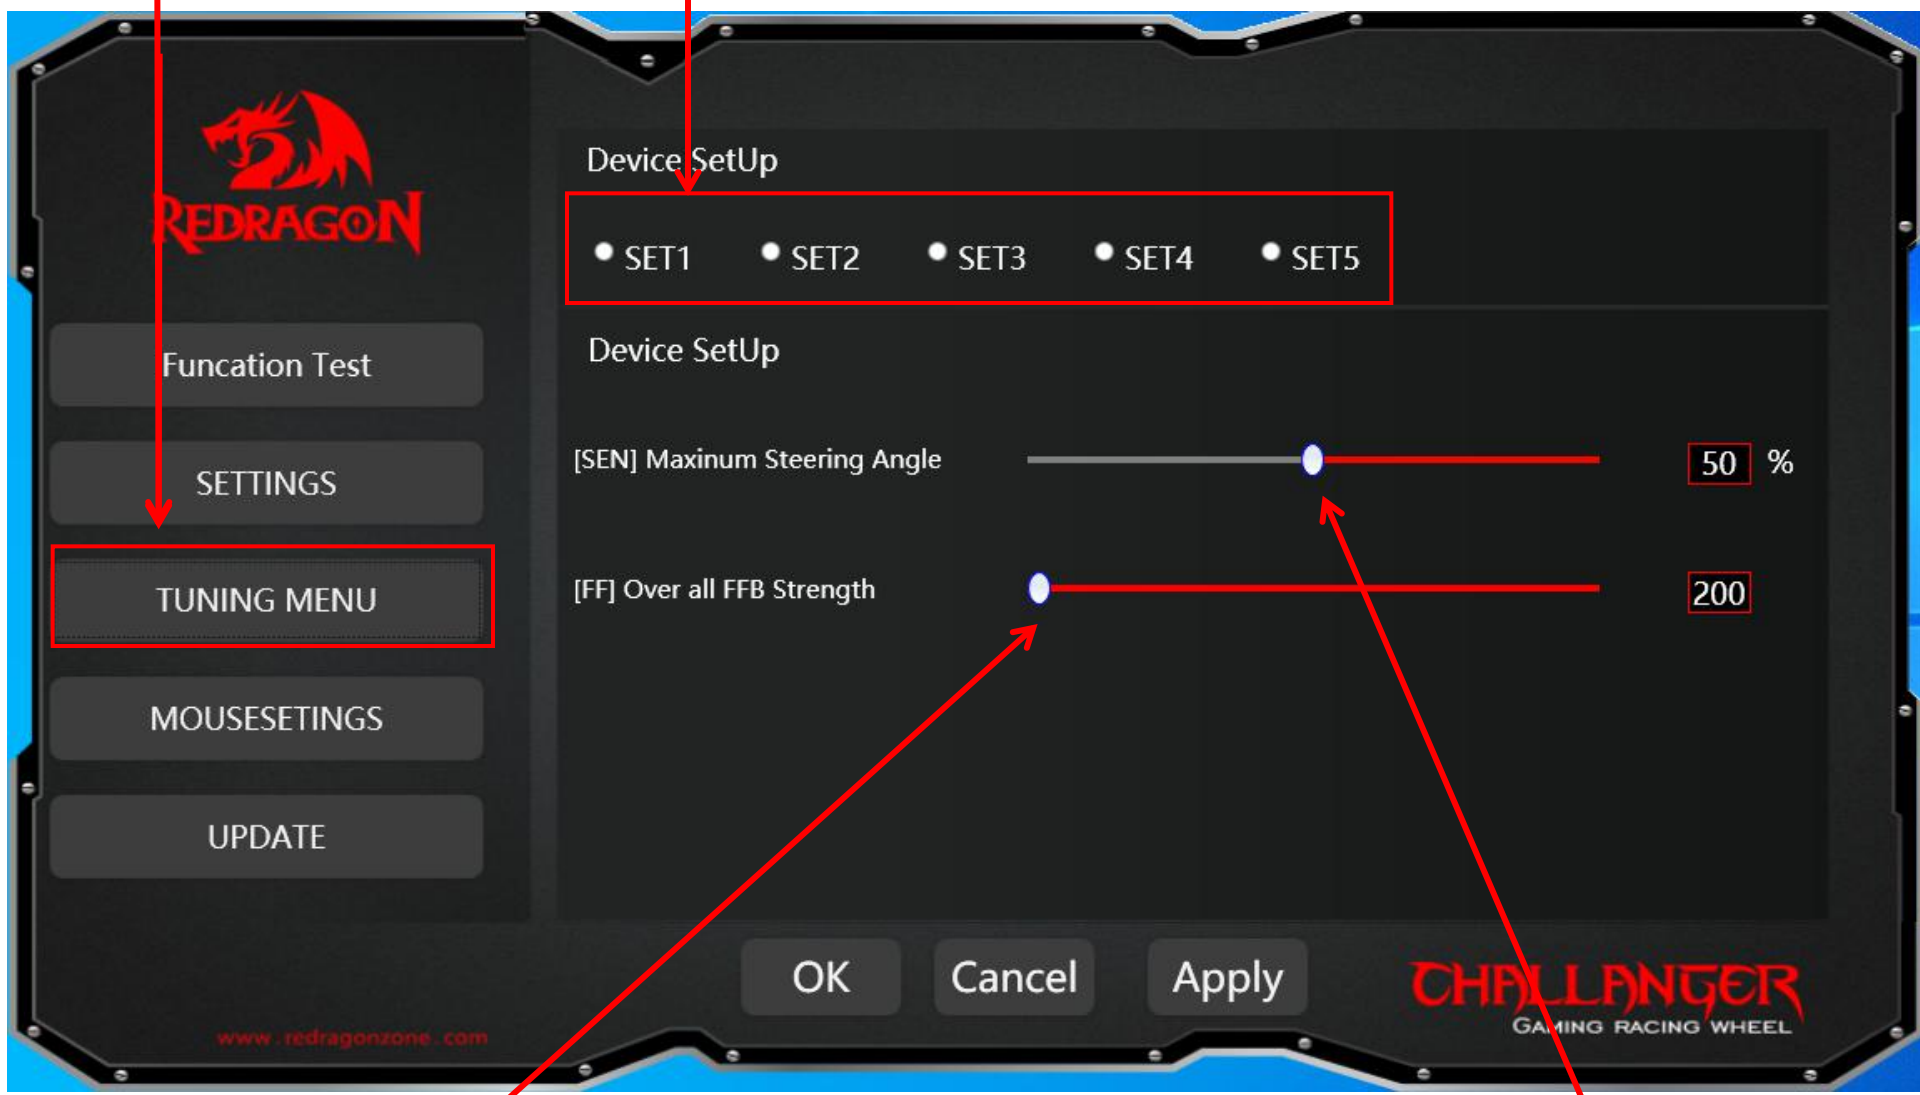 REDRAGON
Funcation Test
SETTINGS
TUNING MENU
MOUSESETINGS
UPDATE
www.redragonzone.com
Device SetUp
SET1 SET2 SET3 SET4 SET5
Device SetUp
[SEN] Maxinum Steering Angle 50 %
[FF] Over all FFB Strength 200
OK Cancel Apply
CHALLANGER
GAMING RACING WHEEL